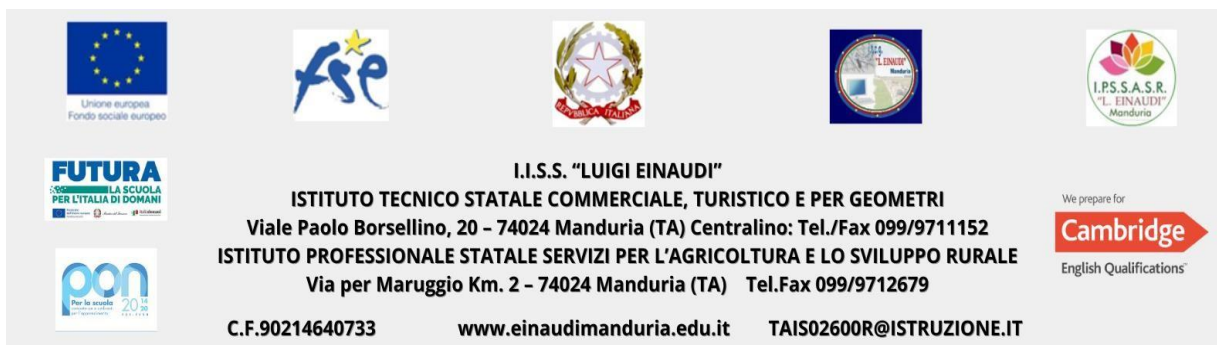 Unione europea
Fondo sociale europeo
fse
REPVBBLICA ITALIANA
"L. EINAUDI"
Manduria
I.P.S.S.A.S.R.
"L. EINAUDI"
Manduria
FUTURA
LA SCUOLA
PER L'ITALIA DI DOMANI
I.I.S.S. “LUIGI EINAUDI”
ISTITUTO TECNICO STATALE COMMERCIALE, TURISTICO E PER GEOMETRI
Viale Paolo Borsellino, 20 – 74024 Manduria (TA) Centralino: Tel./Fax 099/9711152
ISTITUTO PROFESSIONALE STATALE SERVIZI PER L’AGRICOLTURA E LO SVILUPPO RURALE
Via per Maruggio Km. 2 – 74024 Manduria (TA) Tel.Fax 099/9712679
C.F.90214640733 www.einaudimanduria.edu.it TAIS02600R@ISTRUZIONE.IT
We prepare for
Cambridge
English Qualifications
pon
Per la scuola
2014
2020